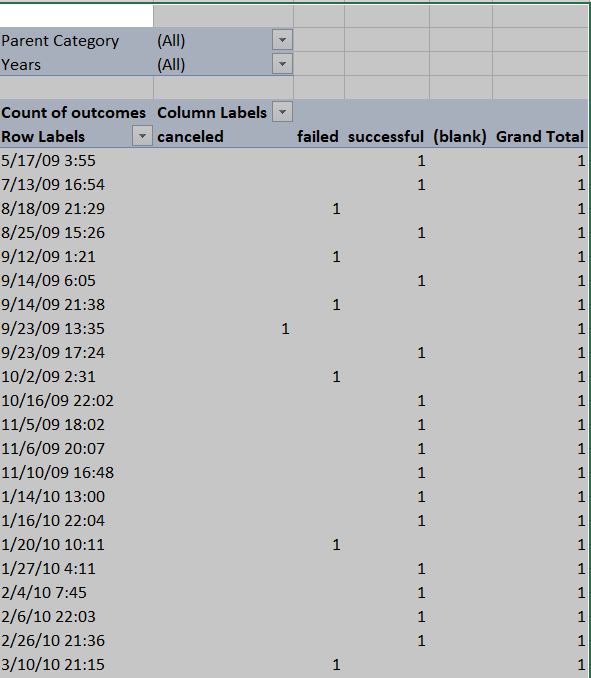 Parent Category (All)
Years (All)
Count of outcomes Column Labels
Row Labels canceled failed successful (blank) Grand Total
5/17/09 3:55 1 1
7/13/09 16:54 1 1
8/18/09 21:29 1 1
8/25/09 15:26 1 1
9/12/09 1:21 1 1
9/14/09 6:05 1 1
9/14/09 21:38 1 1
9/23/09 13:35 1 1
9/23/09 17:24 1 1
10/2/09 2:31 1 1
10/16/09 22:02 1 1
11/5/09 18:02 1 1
11/6/09 20:07 1 1
11/10/09 16:48 1 1
1/14/10 13:00 1 1
1/16/10 22:04 1 1
1/20/10 10:11 1 1
1/27/10 4:11 1 1
2/4/10 7:45 1 1
2/6/10 22:03 1 1
2/26/10 21:36 1 1
3/10/10 21:15 1 1